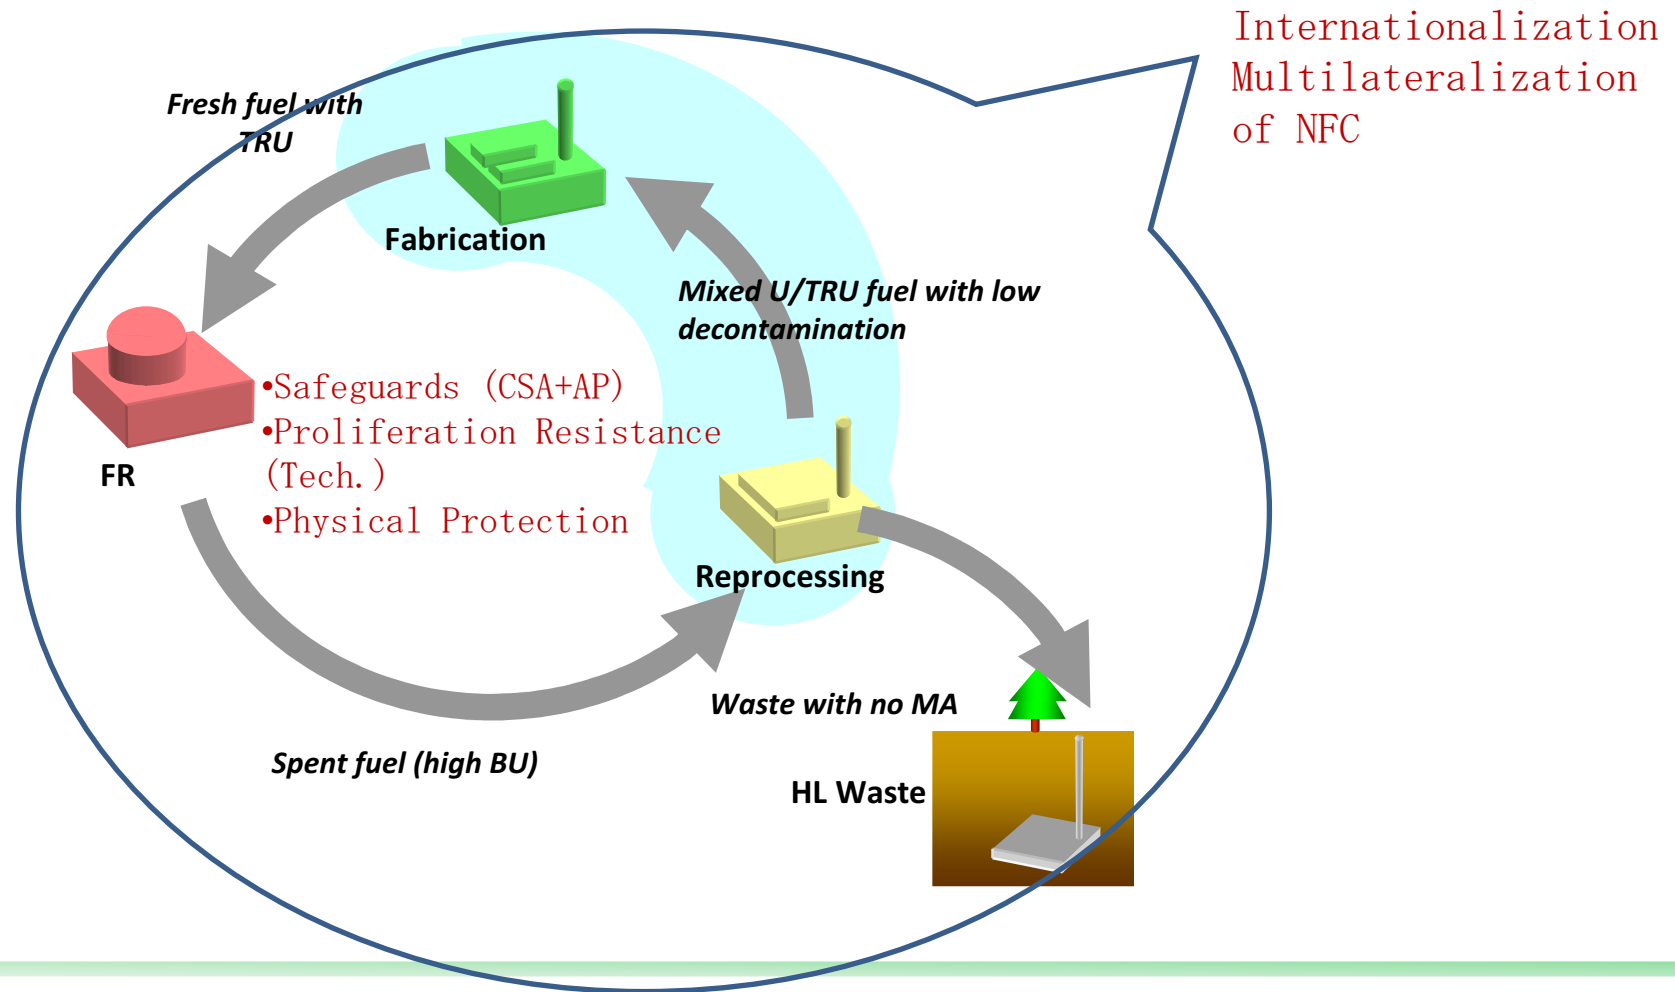 Internationalization
Multilateralization
of NFC
Fresh fuel with
TRU
Fabrication
Mixed U/TRU fuel with low
decontamination
•Safeguards (CSA+AP)
•Proliferation Resistance
(Tech.)
•Physical Protection
FR
Reprocessing
Waste with no MA
Spent fuel (high BU)
HL Waste